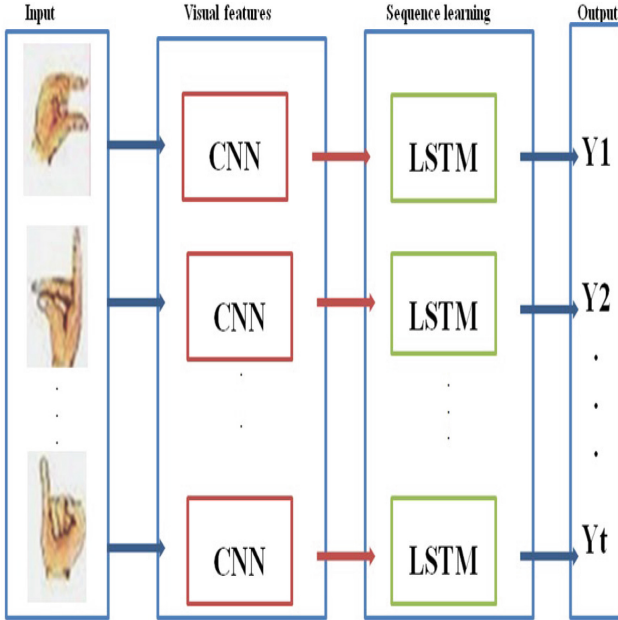 Input Visual features Sequence learning Output
CNN LSTM Y1
CNN LSTM Y2
CNN LSTM Yt